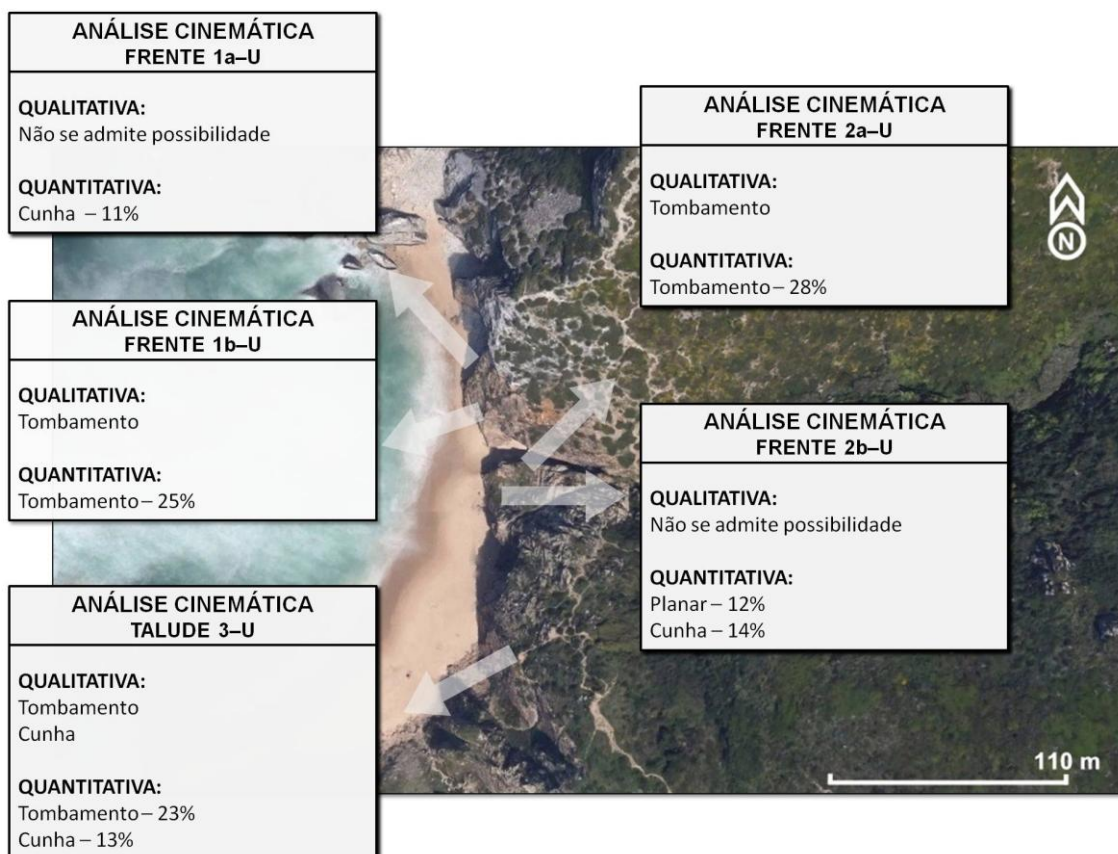 ANÁLISE CINEMÁTICA
FRENTE 1a–U
QUALITATIVA:
Não se admite possibilidade
QUANTITATIVA:
Cunha – 11%
ANÁLISE CINEMÁTICA
FRENTE 1b–U
QUALITATIVA:
Tombamento
QUANTITATIVA:
Tombamento – 25%
ANÁLISE CINEMÁTICA
TALUDE 3–U
QUALITATIVA:
Tombamento
Cunha
QUANTITATIVA:
Tombamento – 23%
Cunha – 13%
ANÁLISE CINEMÁTICA
FRENTE 2a–U
QUALITATIVA:
Tombamento
QUANTITATIVA:
Tombamento – 28%
N
ANÁLISE CINEMÁTICA
FRENTE 2b–U
QUALITATIVA:
Não se admite possibilidade
QUANTITATIVA:
Planar – 12%
Cunha – 14%
110 m